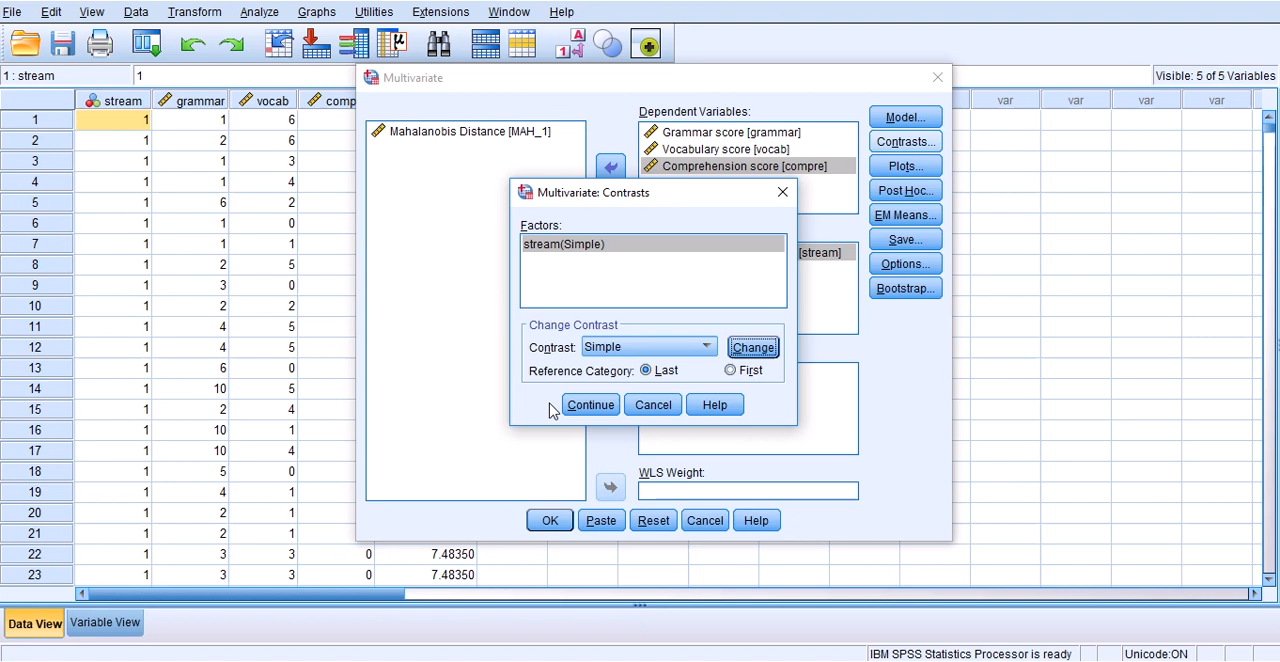 File Edit View Data Transform Analyze Graphs Utilities Extensions Window Help
1 : stream 1 Visible: 5 of 5 Variables
Multivariate
stream grammar vocab comp var var var var
1 1 1 6
2 1 2 6
3 1 1 3
4 1 1 4
5 1 6 2
6 1 1 0
7 1 1 1
8 1 2 5
9 1 3 0
10 1 2 2
11 1 4 5
12 1 4 5
13 1 6 0
14 1 10 5
15 1 2 4
16 1 10 1
17 1 10 4
18 1 5 0
19 1 4 1
20 1 2 1
21 1 2 1
22 1 3 3 0 7.48350
23 1 3 3 0 7.48350
Mahalanobis Distance [MAH_1]
Dependent Variables:
Grammar score [grammar]
Vocabulary score [vocab]
Comprehension score [compre]
[stream]
Model...
Contrasts...
Plots...
Post Hoc...
EM Means...
Save...
Options...
Bootstrap...
Multivariate: Contrasts
Factors:
stream(Simple)
Change Contrast
Contrast: Simple Change
Reference Category: Last First
Continue Cancel Help
WLS Weight:
OK Paste Reset Cancel Help
Data View Variable View
IBM SPSS Statistics Processor is ready Unicode:ON